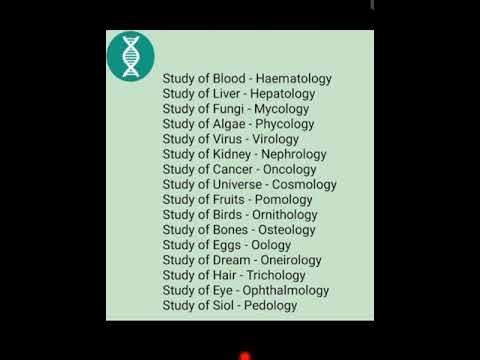 Study of Blood - Haematology
Study of Liver - Hepatology
Study of Fungi - Mycology
Study of Algae - Phycology
Study of Virus - Virology
Study of Kidney - Nephrology
Study of Cancer - Oncology
Study of Universe - Cosmology
Study of Fruits - Pomology
Study of Birds - Ornithology
Study of Bones - Osteology
Study of Eggs - Oology
Study of Dream - Oneirology
Study of Hair - Trichology
Study of Eye - Ophthalmology
Study of Siol - Pedology